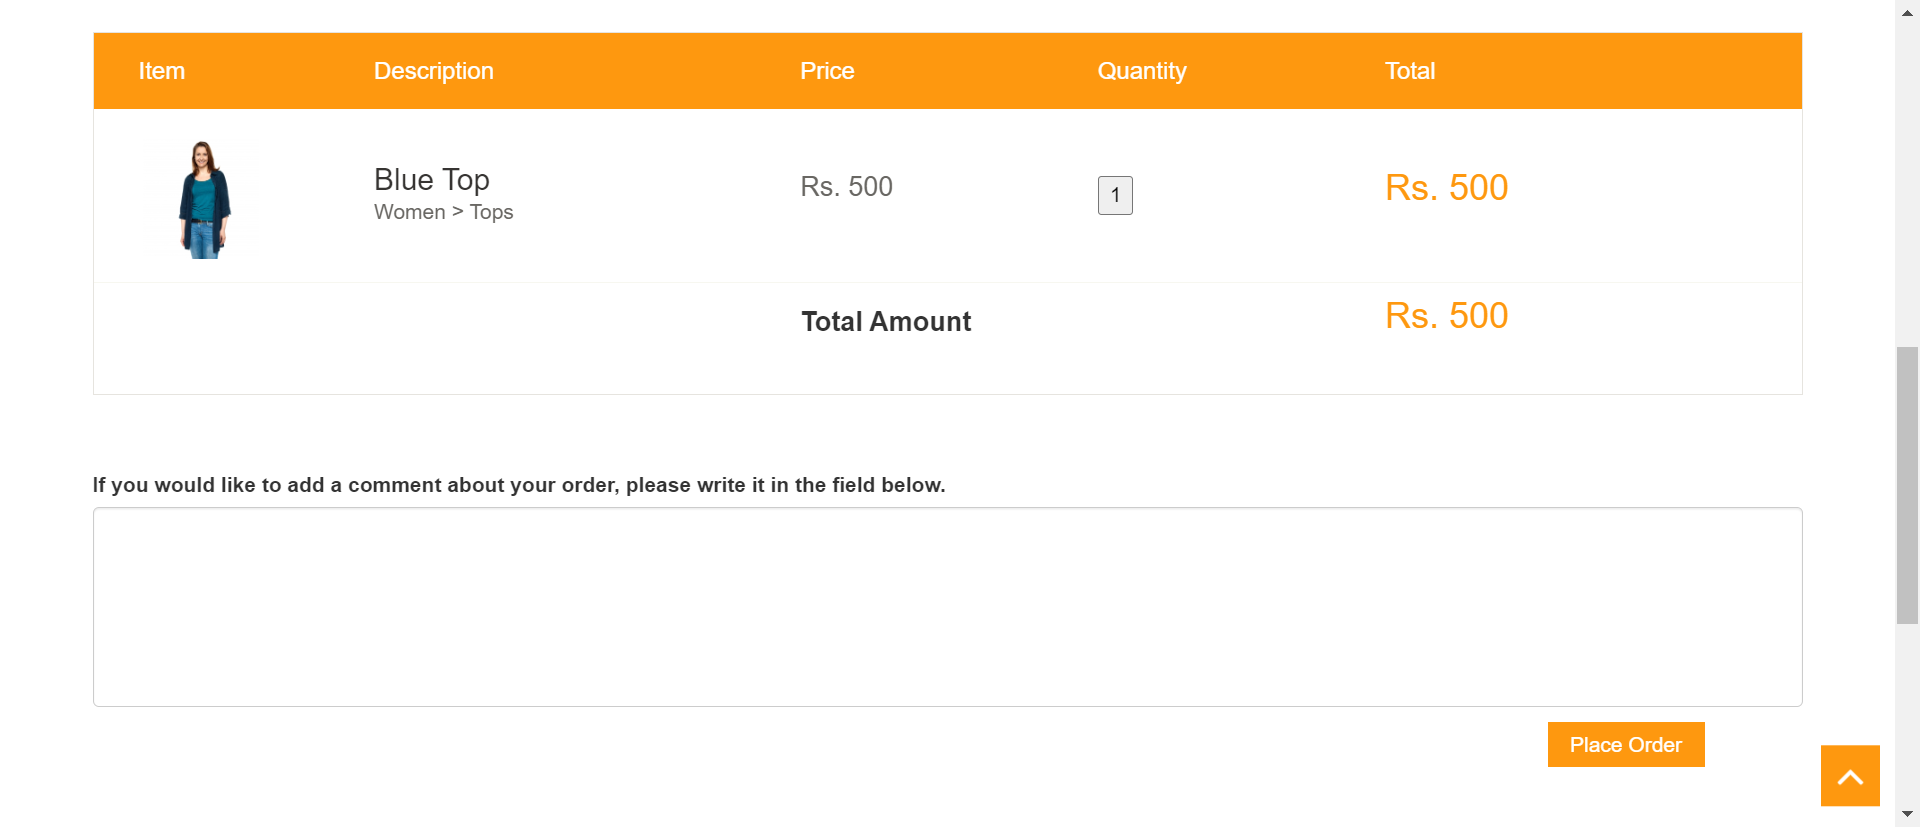 Item Description Price Quantity Total
Blue Top
Women > Tops
Rs. 500
1
Rs. 500
Total Amount Rs. 500
If you would like to add a comment about your order, please write it in the field below.
Place Order